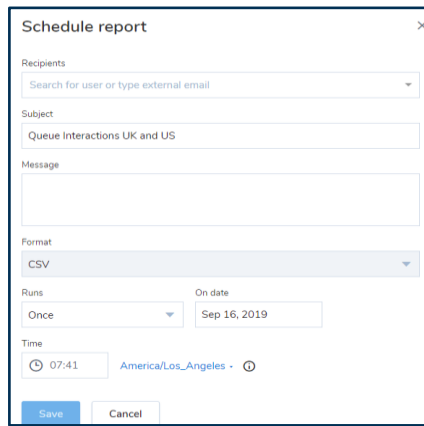 Schedule report
Recipients
Search for user or type external email
Subject
Queue Interactions UK and US
Message
Format
CSV
Runs On date
Once Sep 16, 2019
Time
07:41 America/Los_Angeles
Save Cancel